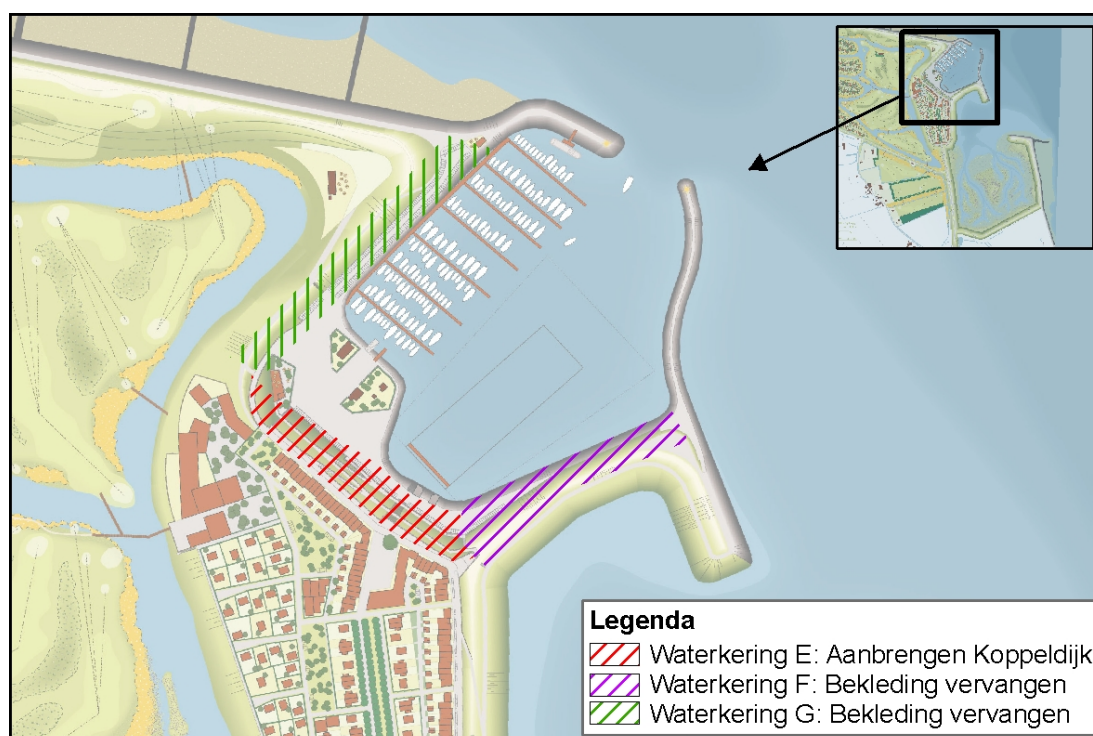 Legenda
Waterkering E: Aanbrengen Koppeldijk
Waterkering F: Bekleding vervangen
Waterkering G: Bekleding vervangen